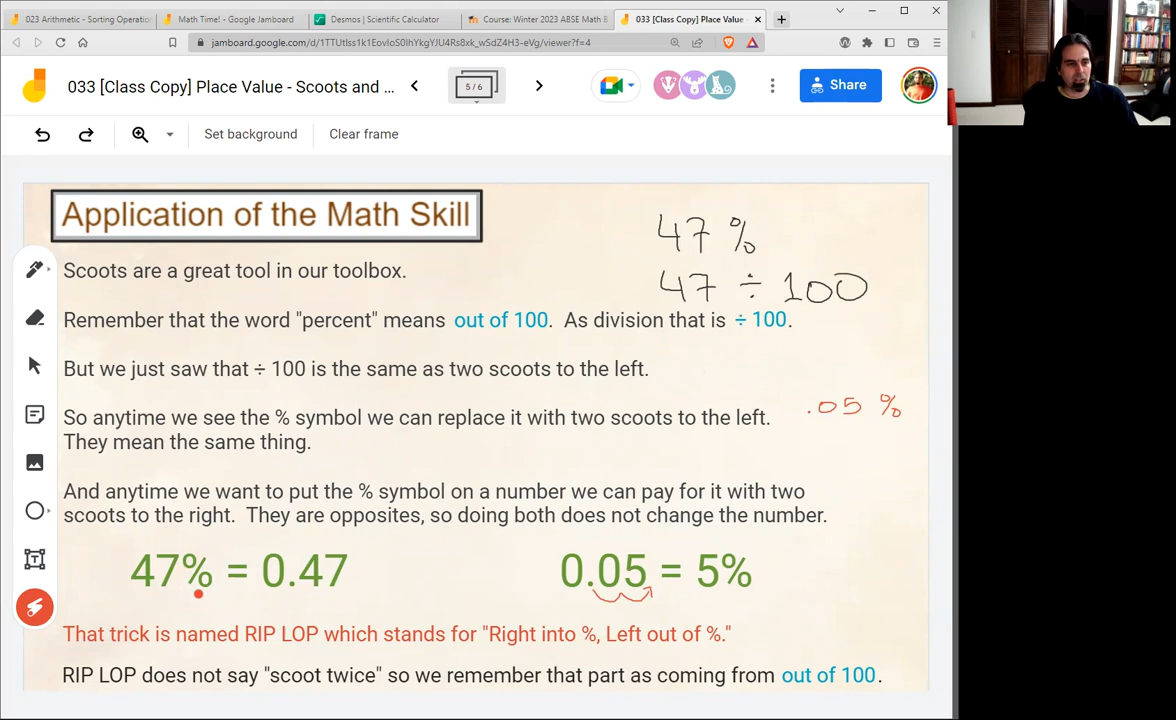 023 Arithmetic - Sorting Operation
Math Time! - Google Jamboard
Desmos | Scientific Calculator
Course: Winter 2023 ABSE Math B
033 [Class Copy] Place Value -
jamboard.google.com/d/1TTUtIss1k1EovIoS0IhYkgYJU4Rs8xk_wSdZ4H3-eVg/viewer?f=4
033 [Class Copy] Place Value - Scoots and ...
5/6
Share
Set background
Clear frame
Application of the Math Skill
47 %
Scoots are a great tool in our toolbox.
47 ÷ 100
Remember that the word "percent" means out of 100. As division that is ÷ 100.
But we just saw that ÷ 100 is the same as two scoots to the left.
So anytime we see the % symbol we can replace it with two scoots to the left.
.05 %
They mean the same thing.
And anytime we want to put the % symbol on a number we can pay for it with two
scoots to the right. They are opposites, so doing both does not change the number.
47% = 0.47
0.05 = 5%
That trick is named RIP LOP which stands for "Right into %, Left out of %."
RIP LOP does not say "scoot twice" so we remember that part as coming from out of 100.